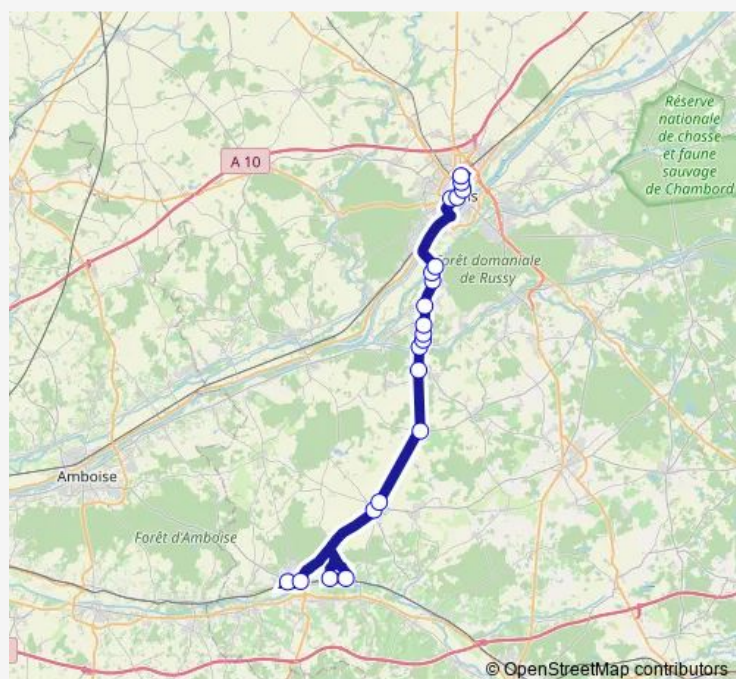 Réserve
nationale
de chasse
et faune
sauvage
de Chambord
A 10
Forêt domaniale
de Russy
Amboise
Forêt d'Amboise
© OpenStreetMap contributors